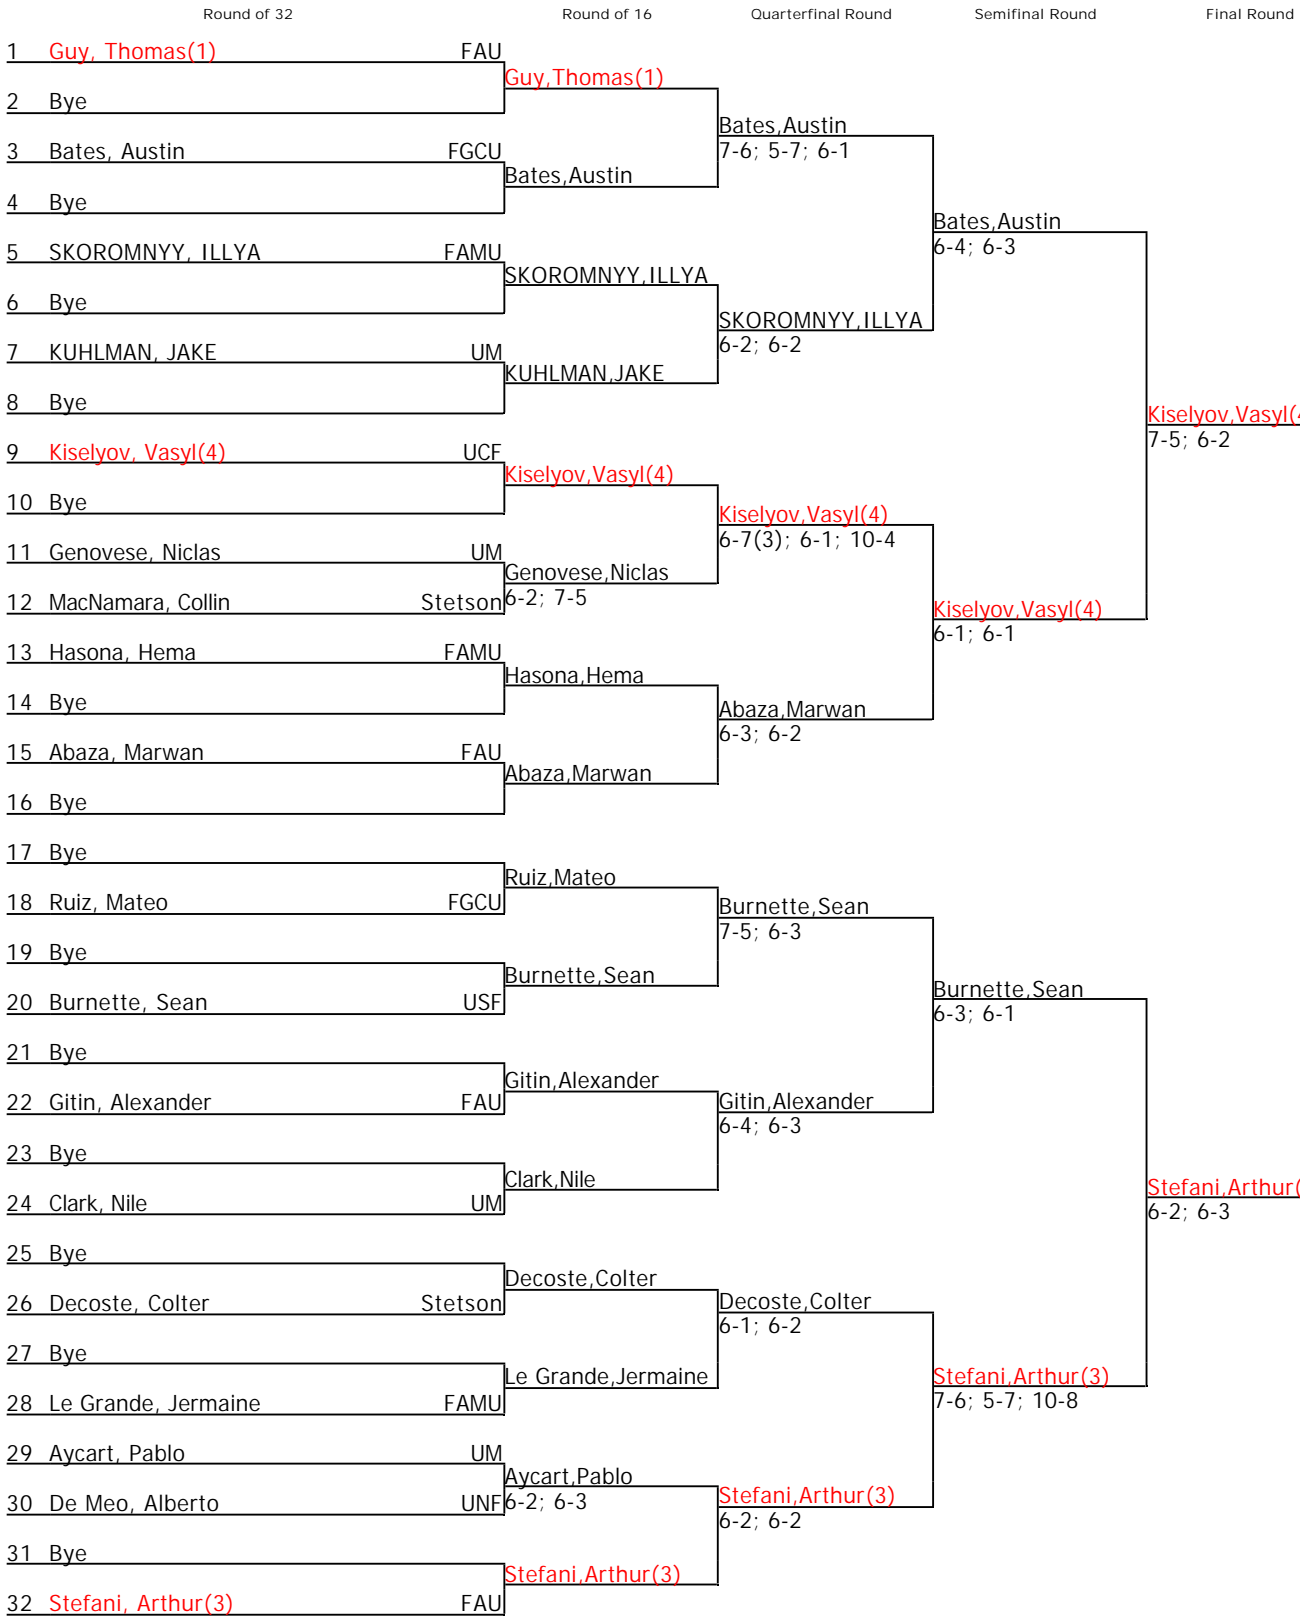 Round of 32 Round of 16 Quarterfinal Round Semifinal Round Final Round
1 Guy, Thomas(1) FAU
Guy,Thomas(1)
2 Bye
Bates,Austin
7-6; 5-7; 6-1
3 Bates, Austin FGCU
Bates,Austin
4 Bye
Bates,Austin
6-4; 6-3
5 SKOROMNYY, ILLYA FAMU
SKOROMNYY,ILLYA
6 Bye
SKOROMNYY,ILLYA
6-2; 6-2
7 KUHLMAN, JAKE UM
KUHLMAN,JAKE
8 Bye
Kiselyov,Vasyl(4
7-5; 6-2
9 Kiselyov, Vasyl(4) UCF
Kiselyov,Vasyl(4)
10 Bye
Kiselyov,Vasyl(4)
6-7(3); 6-1; 10-4
11 Genovese, Niclas UM
Genovese,Niclas
6-2; 7-5
12 MacNamara, Collin Stetson
Kiselyov,Vasyl(4)
6-1; 6-1
13 Hasona, Hema FAMU
Hasona,Hema
14 Bye
Abaza,Marwan
6-3; 6-2
15 Abaza, Marwan FAU
Abaza,Marwan
16 Bye
17 Bye
Ruiz,Mateo
18 Ruiz, Mateo FGCU
Burnette,Sean
7-5; 6-3
19 Bye
Burnette,Sean
20 Burnette, Sean USF
Burnette,Sean
6-3; 6-1
21 Bye
Gitin,Alexander
22 Gitin, Alexander FAU
Gitin,Alexander
6-4; 6-3
23 Bye
Clark,Nile
24 Clark, Nile UM
Stefani,Arthur(
6-2; 6-3
25 Bye
Decoste,Colter
26 Decoste, Colter Stetson
Decoste,Colter
6-1; 6-2
27 Bye
Le Grande,Jermaine
28 Le Grande, Jermaine FAMU
Stefani,Arthur(3)
7-6; 5-7; 10-8
29 Aycart, Pablo UM
Aycart,Pablo
6-2; 6-3
30 De Meo, Alberto UNF
Stefani,Arthur(3)
6-2; 6-2
31 Bye
Stefani,Arthur(3)
32 Stefani, Arthur(3) FAU